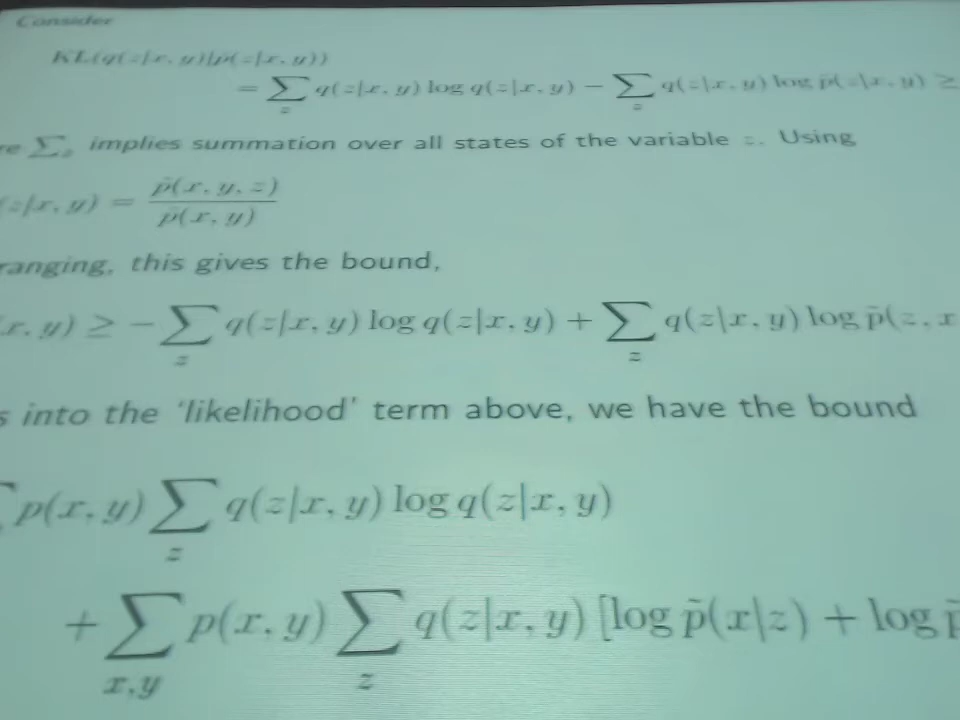 Consider
KL(q(z|x, y)|p̃(z|x, y))
= ∑_z q(z|x, y) log q(z|x, y) − ∑_z q(z|x, y) log p̃(z|x, y) ≥
re ∑_z implies summation over all states of the variable z. Using
(z|x, y) = p̃(x, y, z) / p̃(x, y)
ranging, this gives the bound,
x, y) ≥ − ∑_z q(z|x, y) log q(z|x, y) + ∑_z q(z|x, y) log p̃(z, x
s into the ‘likelihood’ term above, we have the bound
p(x, y) ∑_z q(z|x, y) log q(z|x, y)
+ ∑_{x,y} p(x, y) ∑_z q(z|x, y) [log p̃(x|z) + log p̃